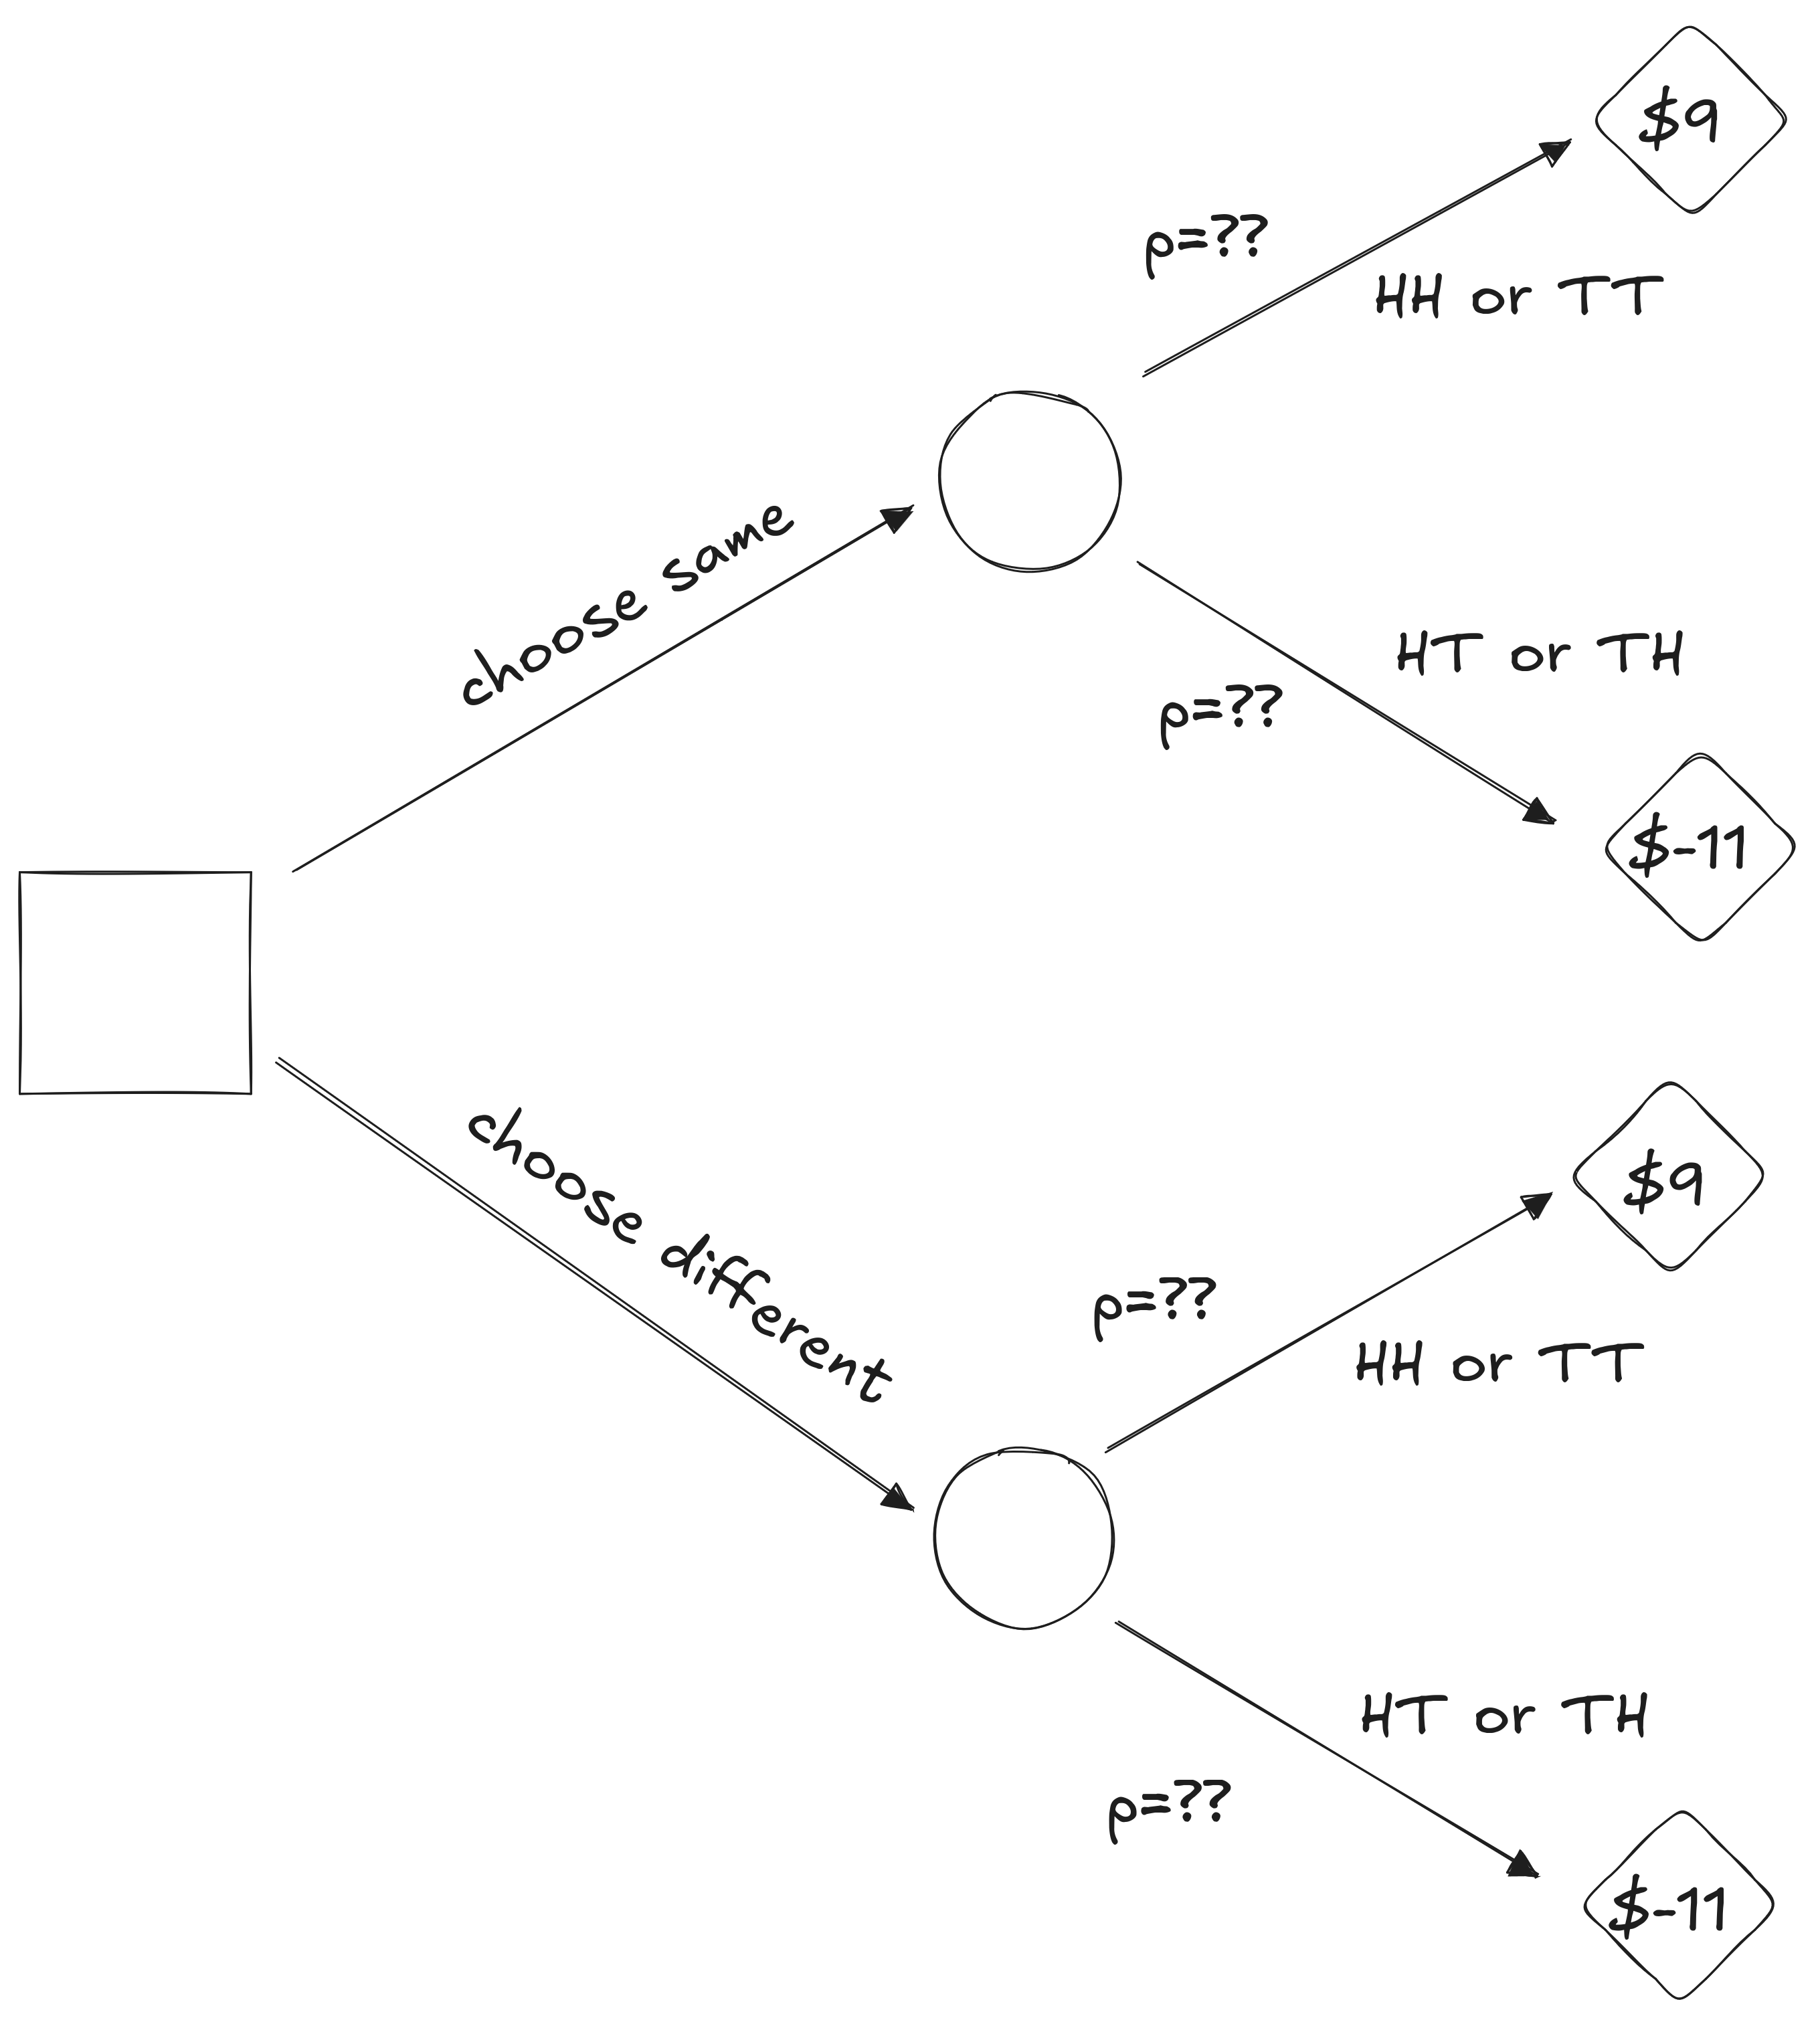 $9
p=??
HH or TT
choose same
HT or TH
p=??
$-11
choose different
$9
p=??
HH or TT
HT or TH
p=??
$-11